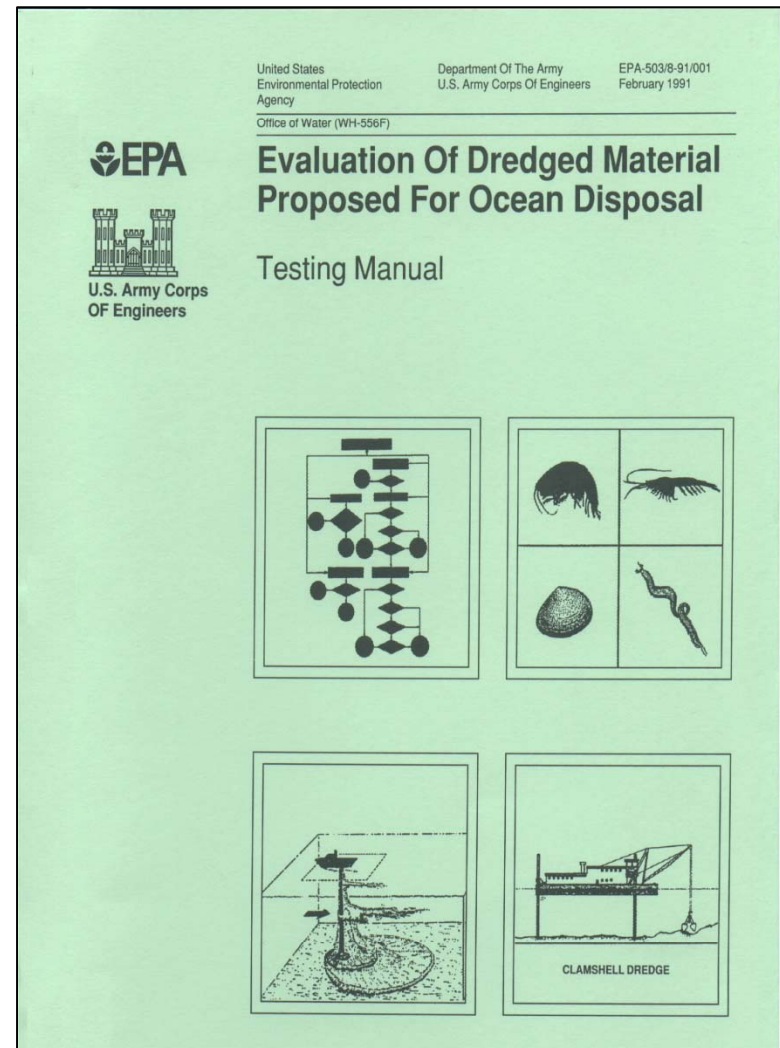 United States
Environmental Protection
Agency
Department Of The Army
U.S. Army Corps Of Engineers
EPA-503/8-91/001
February 1991
Office of Water (WH-556F)
EPA
Evaluation Of Dredged Material
Proposed For Ocean Disposal
Testing Manual
U.S. Army Corps
OF Engineers
CLAMSHELL DREDGE